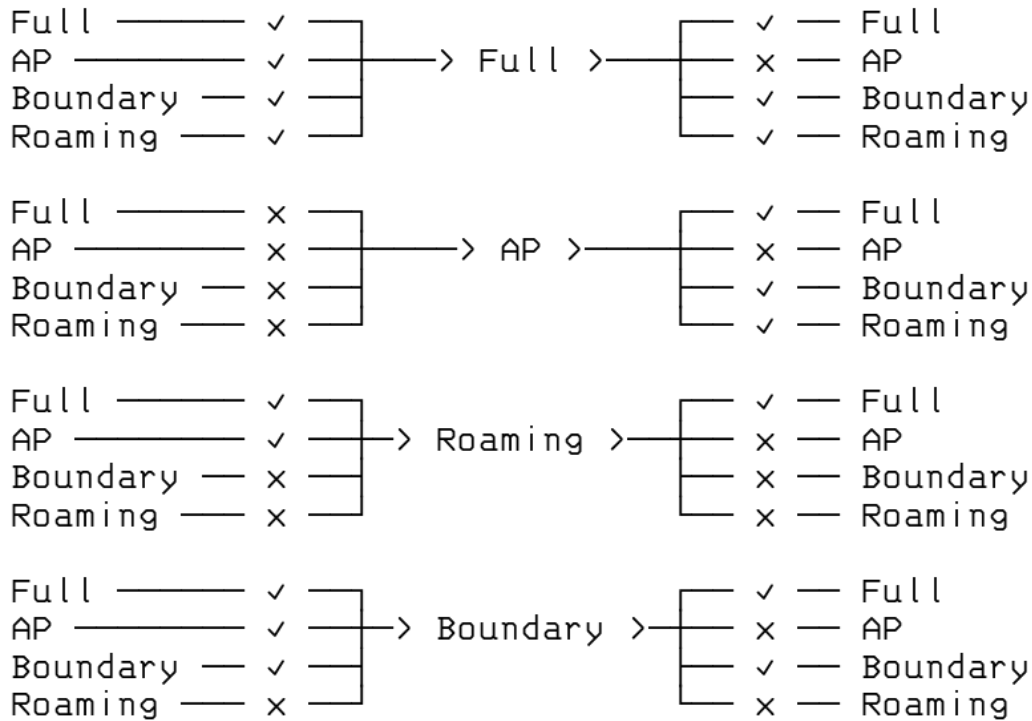 Full ✓ ✓ Full
AP ✓ > Full > ✗ AP
Boundary ✓ ✓ Boundary
Roaming ✓ ✓ Roaming
Full ✗ ✓ Full
AP ✗ > AP > ✗ AP
Boundary ✗ ✓ Boundary
Roaming ✗ ✓ Roaming
Full ✓ ✓ Full
AP ✓ > Roaming > ✗ AP
Boundary ✗ ✗ Boundary
Roaming ✗ ✗ Roaming
Full ✓ ✓ Full
AP ✓ > Boundary > ✗ AP
Boundary ✓ ✓ Boundary
Roaming ✗ ✗ Roaming